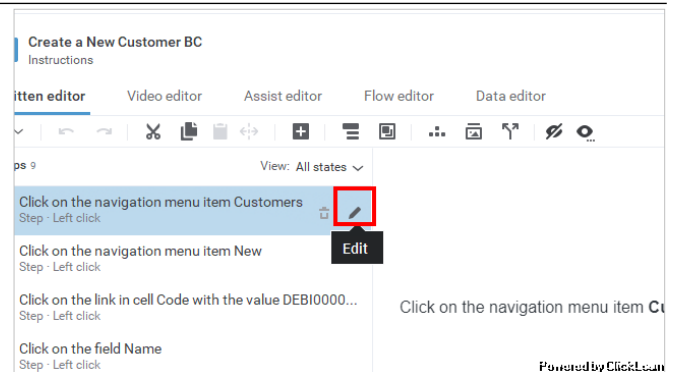 Create a New Customer BC
Instructions
itten editor Video editor Assist editor Flow editor Data editor
ps 9 View: All states
Click on the navigation menu item Customers
Step · Left click
Edit
Click on the navigation menu item New
Step · Left click
Click on the link in cell Code with the value DEBI0000...
Step · Left click
Click on the navigation menu item Cu
Click on the field Name
Step · Left click
Powered by ClickLearn